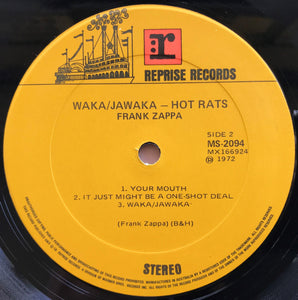 r
REPRISE RECORDS
WAKA/JAWAKA – HOT RATS
FRANK ZAPPA
SIDE 2
MS-2094
MX166924
Ⓟ 1972
1. YOUR MOUTH
2. IT JUST MIGHT BE A ONE-SHOT DEAL
3. WAKA/JAWAKA
(Frank Zappa) (B&H)
STEREO